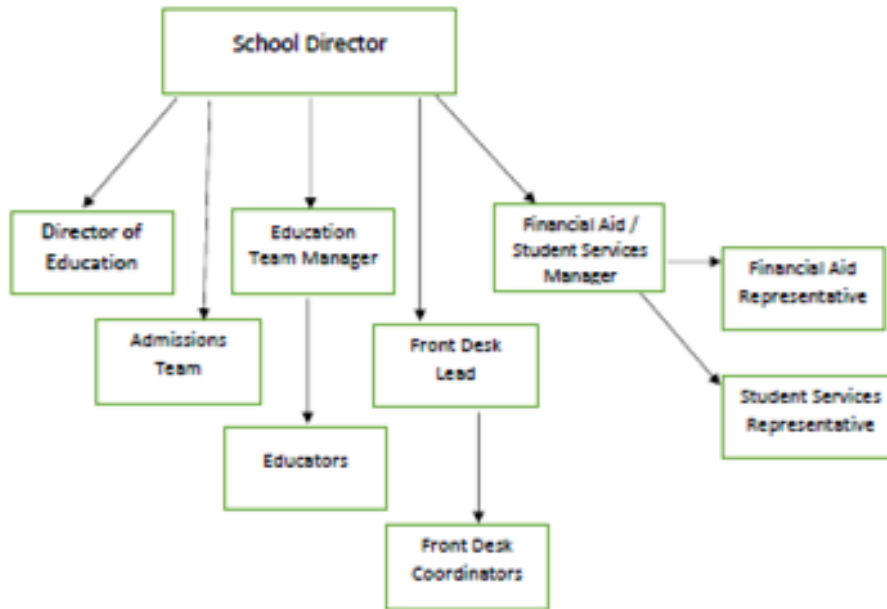 School Director
Director of
Education
Education
Team Manager
Financial Aid /
Student Services
Manager
Financial Aid
Representative
Admissions
Team
Front Desk
Lead
Student Services
Representative
Educators
Front Desk
Coordinators